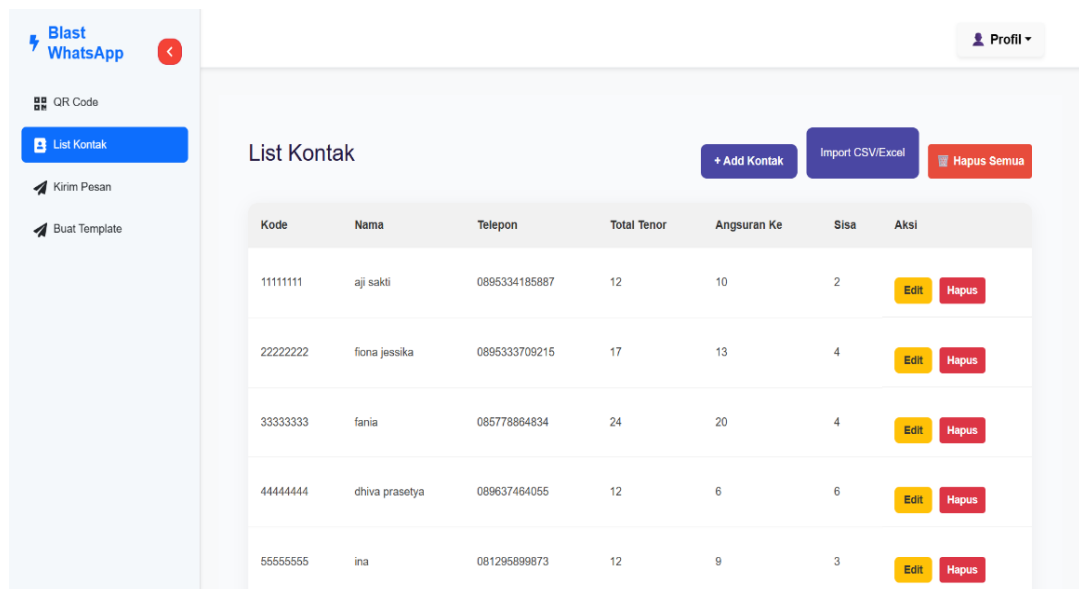 Blast
WhatsApp
Profil
QR Code
List Kontak
Kirim Pesan
Buat Template
List Kontak
+ Add Kontak
Import CSV/Excel
Hapus Semua
Kode Nama Telepon Total Tenor Angsuran Ke Sisa Aksi
11111111 aji sakti 0895334185887 12 10 2 Edit Hapus
22222222 fiona jessika 0895333709215 17 13 4 Edit Hapus
33333333 fania 085778864834 24 20 4 Edit Hapus
44444444 dhiva prasetya 089637464055 12 6 6 Edit Hapus
55555555 ina 081295899873 12 9 3 Edit Hapus